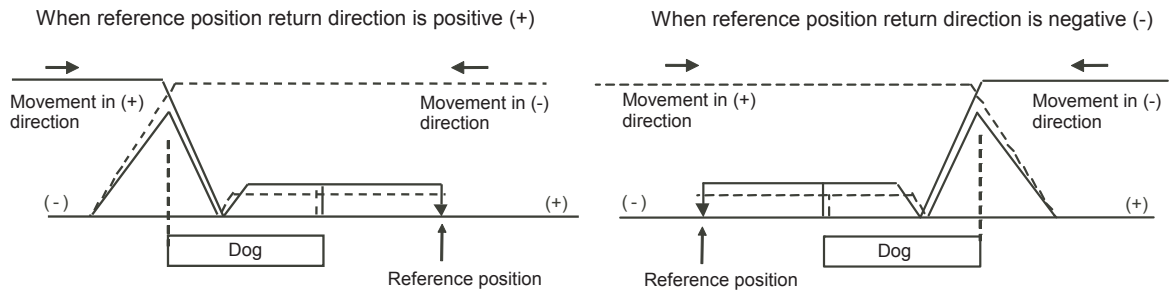 When reference position return direction is positive (+)
Movement in (+)
direction
Movement in (-)
direction
(-)
(+)
Dog
Reference position
When reference position return direction is negative (-)
Movement in (+)
direction
Movement in (-)
direction
(-)
(+)
Dog
Reference position